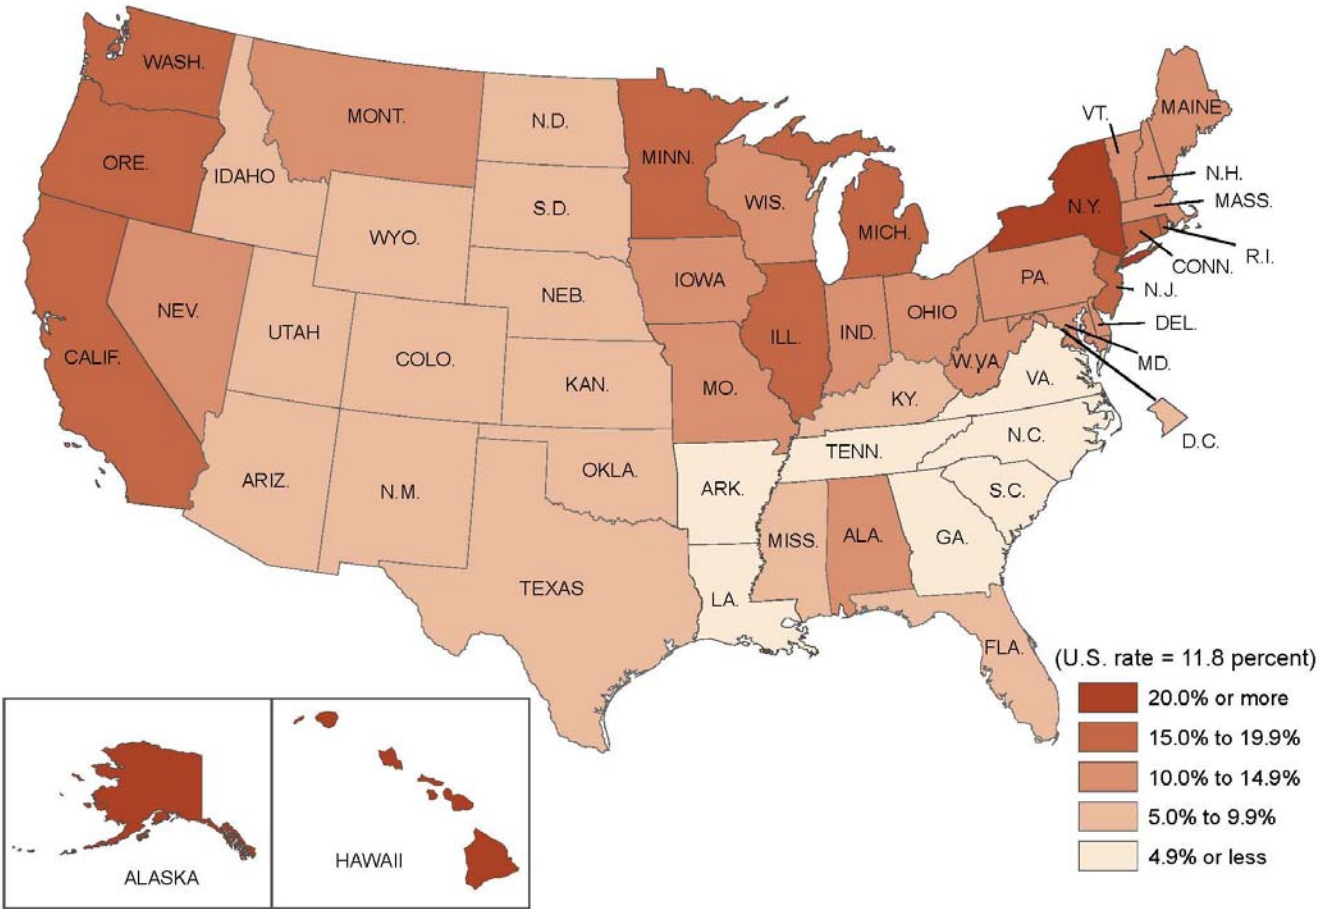 WASH.
MONT.
N.D.
MINN.
VT.
MAINE
ORE.
IDAHO
S.D.
WIS.
MICH.
N.Y.
N.H.
MASS.
WYO.
R.I.
CONN.
IOWA
PA.
N.J.
NEV.
UTAH
NEB.
ILL.
IND.
OHIO
DEL.
CALIF.
COLO.
KAN.
MO.
KY.
W.VA.
VA.
MD.
D.C.
ARIZ.
N.M.
OKLA.
ARK.
TENN.
N.C.
S.C.
TEXAS
LA.
MISS.
ALA.
GA.
FLA.
ALASKA
HAWAII
(U.S. rate = 11.8 percent)
20.0% or more
15.0% to 19.9%
10.0% to 14.9%
5.0% to 9.9%
4.9% or less